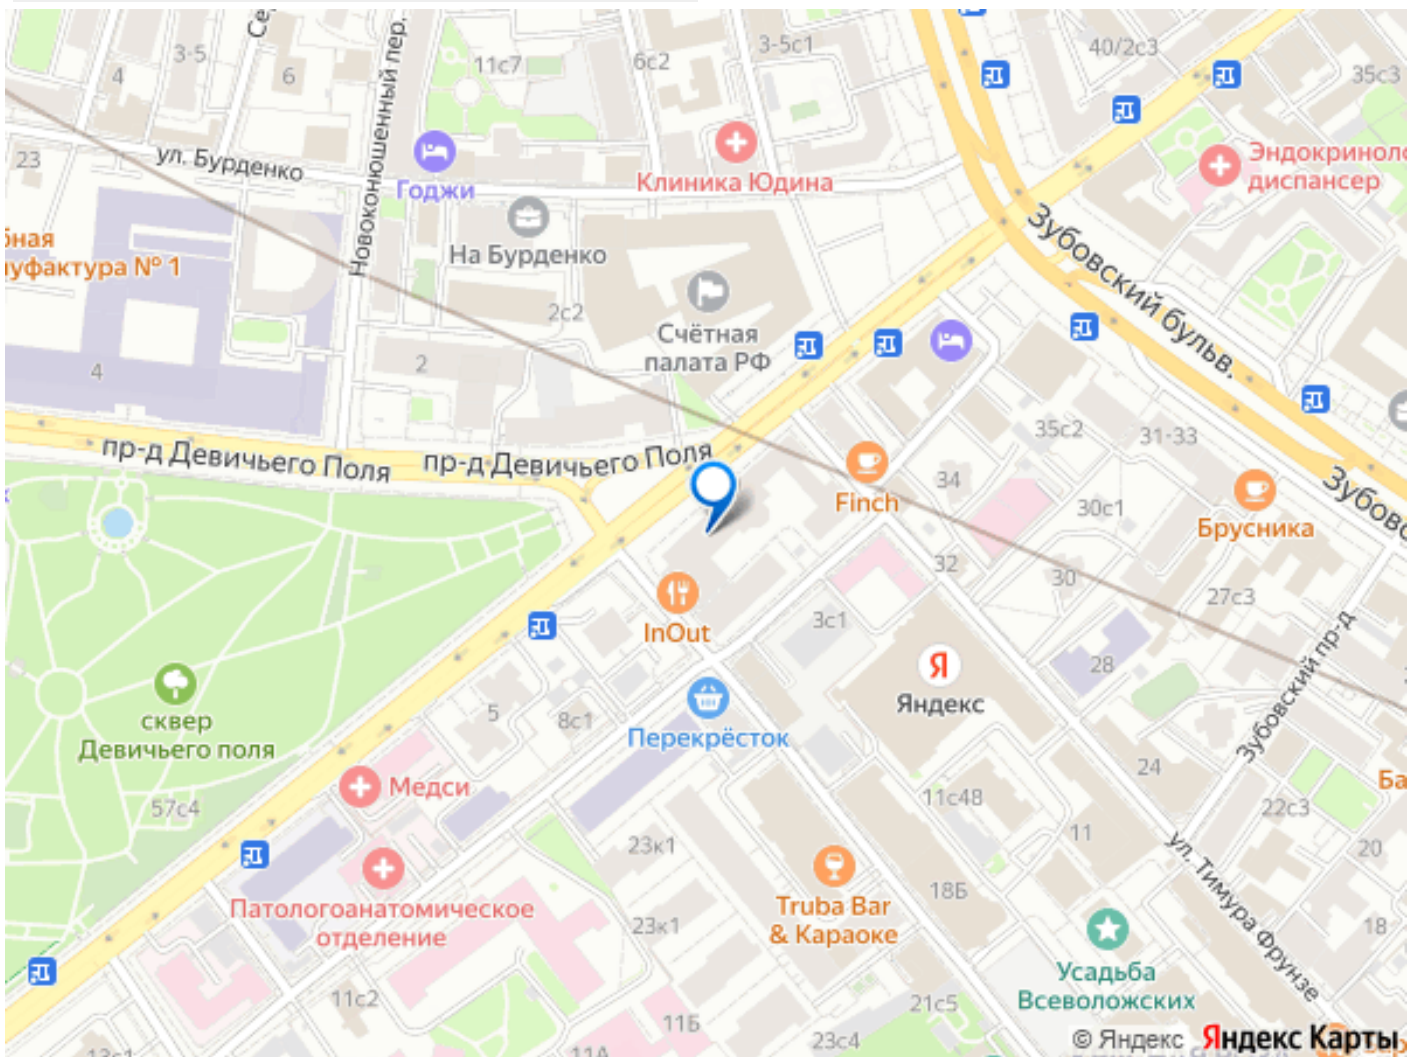 3-5
4
6
11с7
6с2
3-5с1
40/2с3
35с3
Новоконюшенный пер.
23
ул. Бурденко
Годжи
Клиника Юдина
Эндокринол
диспансер
На Бурденко
Зубовский бульв.
уфактура № 1
2с2
Счётная
палата РФ
4
2
пр-д Девичьего Поля
пр-д Девичьего Поля
35с2
31-33
34
Finch
30с1
Зубовс
Брусника
32
30
27с3
InOut
3с1
28
Зубовский пр-д
Я
Яндекс
сквер
Девичьего поля
5
8с1
Перекрёсток
24
Медси
57с4
11с48
22с3
Ба
11
23к1
20
ул. Тимура Фрунзе
18Б
Truba Bar
& Караоке
Патологоанатомическое
отделение
23к1
18
Усадьба
Всеволожских
11с2
21с5
11Б
23с4
11А
13с1
© Яндекс Яндекс Карты